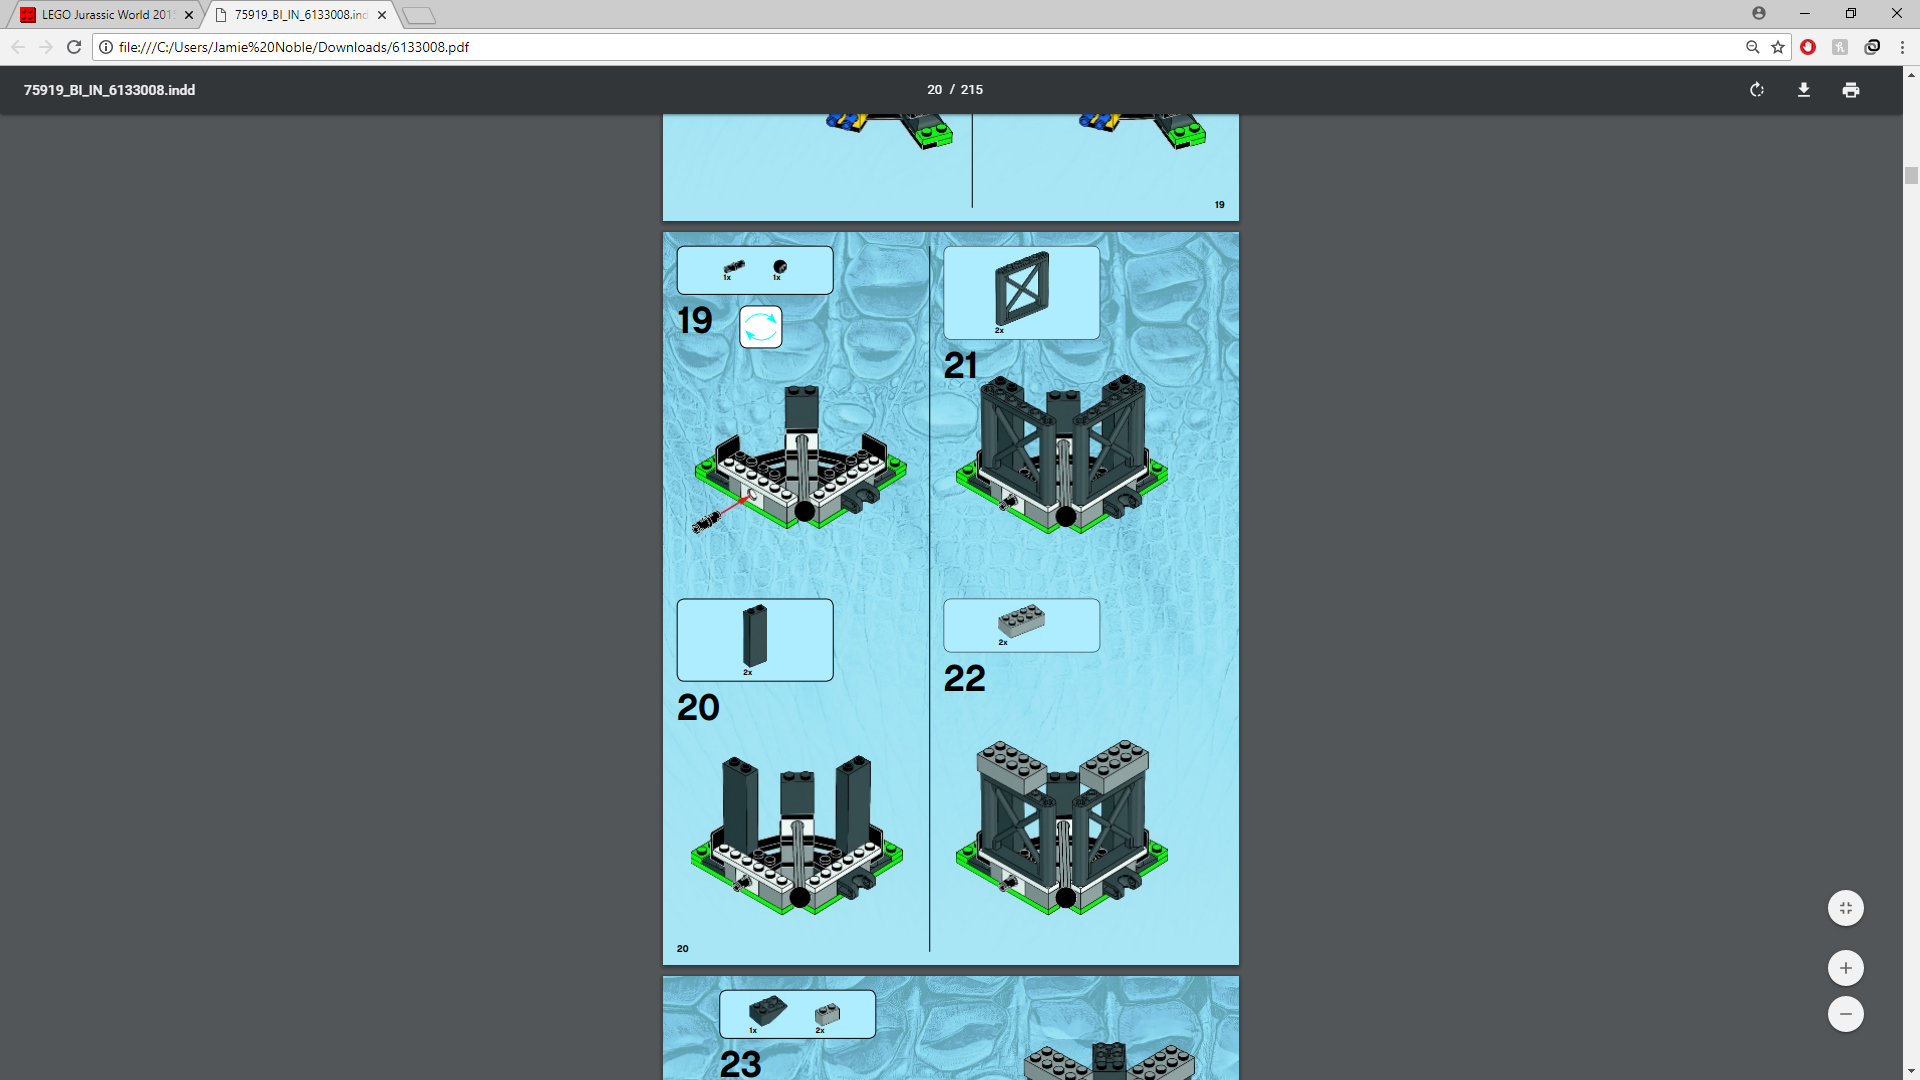 LEGO Jurassic World 201
75919_BI_IN_6133008.ind
file:///C:/Users/Jamie%20Noble/Downloads/6133008.pdf
75919_BI_IN_6133008.indd
20 / 215
19
1x 1x
19
2x
21
2x
20
2x
22
20
1x 2x
23